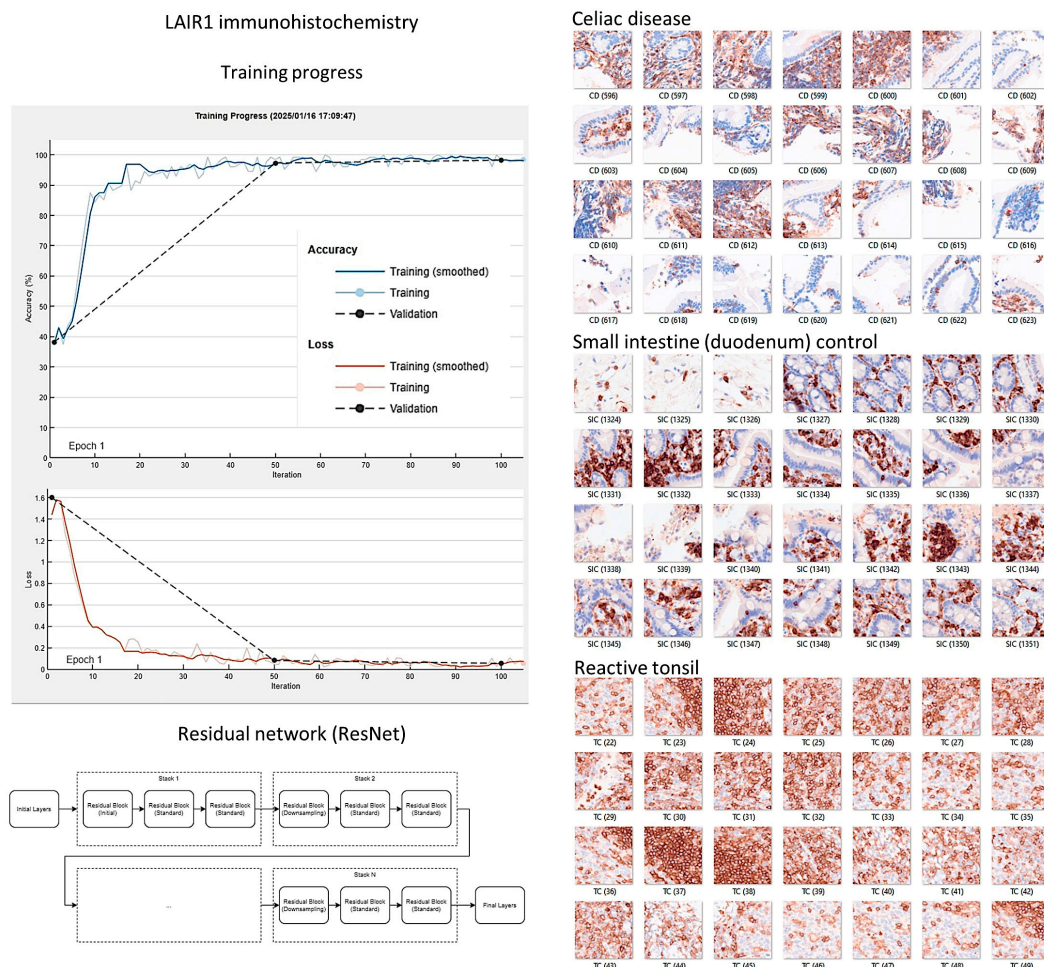 LAIR1 immunohistochemistry
Training progress
Training Progress (2025/01/16 17:09:47)
100
90
80
70
60
50
40
30
20
10
0
Accuracy (%)
Accuracy
Training (smoothed)
Training
Validation
Loss
Training (smoothed)
Training
Validation
Epoch 1
0 10 20 30 40 50 60 70 80 90 100
Iteration
1.6
1.4
1.2
1
0.8
0.6
0.4
0.2
0
Loss
Epoch 1
0 10 20 30 40 50 60 70 80 90 100
Iteration
Residual network (ResNet)
Stack 1
Stack 2
Initial Layers
Residual Block (Initial)
Residual Block (Standard)
Residual Block (Standard)
Residual Block (Downsampling)
Residual Block (Standard)
Residual Block (Standard)
Stack N
...
Residual Block (Downsampling)
Residual Block (Standard)
Residual Block (Standard)
Final Layers
Celiac disease
CD (596) CD (597) CD (598) CD (599) CD (600) CD (601) CD (602)
CD (603) CD (604) CD (605) CD (606) CD (607) CD (608) CD (609)
CD (610) CD (611) CD (612) CD (613) CD (614) CD (615) CD (616)
CD (617) CD (618) CD (619) CD (620) CD (621) CD (622) CD (623)
Small intestine (duodenum) control
SIC (1324) SIC (1325) SIC (1326) SIC (1327) SIC (1328) SIC (1329) SIC (1330)
SIC (1331) SIC (1332) SIC (1333) SIC (1334) SIC (1335) SIC (1336) SIC (1337)
SIC (1338) SIC (1339) SIC (1340) SIC (1341) SIC (1342) SIC (1343) SIC (1344)
SIC (1345) SIC (1346) SIC (1347) SIC (1348) SIC (1349) SIC (1350) SIC (1351)
Reactive tonsil
TC (22) TC (23) TC (24) TC (25) TC (26) TC (27) TC (28)
TC (29) TC (30) TC (31) TC (32) TC (33) TC (34) TC (35)
TC (36) TC (37) TC (38) TC (39) TC (40) TC (41) TC (42)
TC (43) TC (44) TC (45) TC (46) TC (47) TC (48) TC (49)